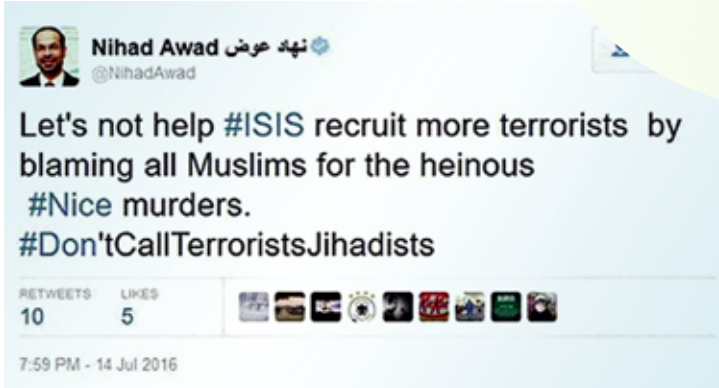 Nihad Awad نهاد عوض
@NihadAwad
Let's not help #ISIS recruit more terrorists by
blaming all Muslims for the heinous
#Nice murders.
#Don'tCallTerroristsJihadists
RETWEETS LIKES
10 5
7:59 PM - 14 Jul 2016